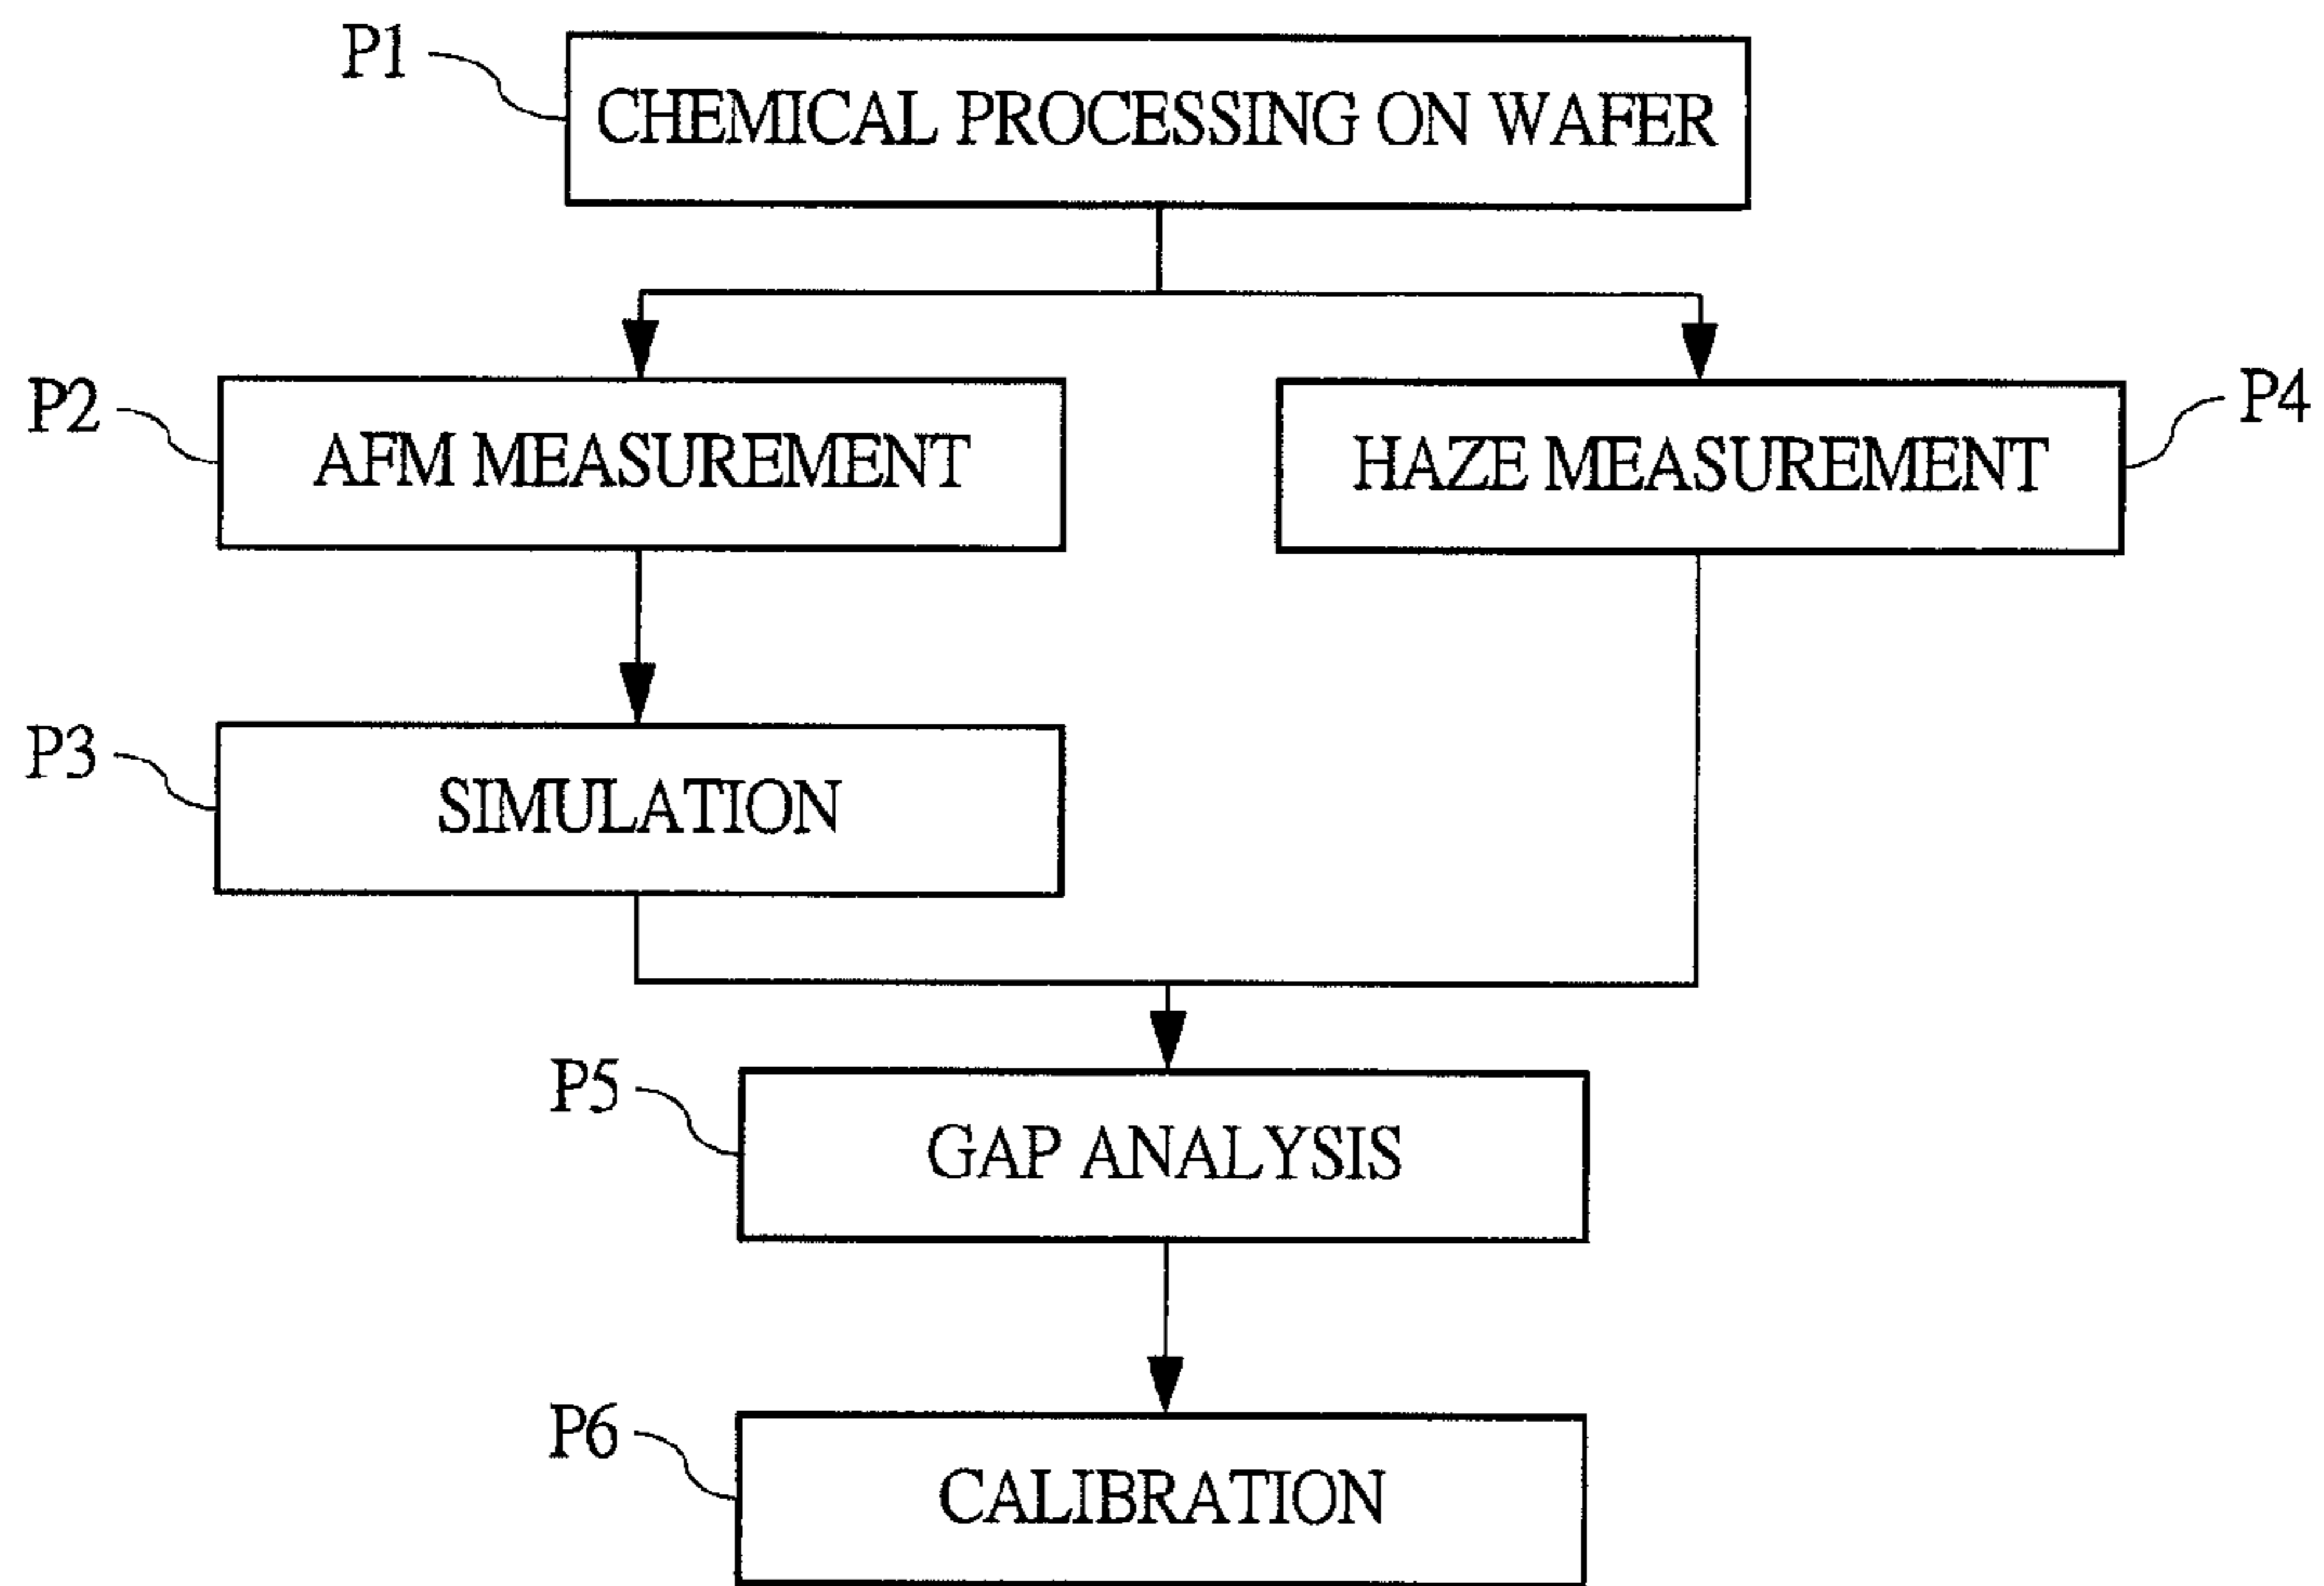 P1
CHEMICAL PROCESSING ON WAFER
P2
AFM MEASUREMENT
HAZE MEASUREMENT
P4
P3
SIMULATION
P5
GAP ANALYSIS
P6
CALIBRATION